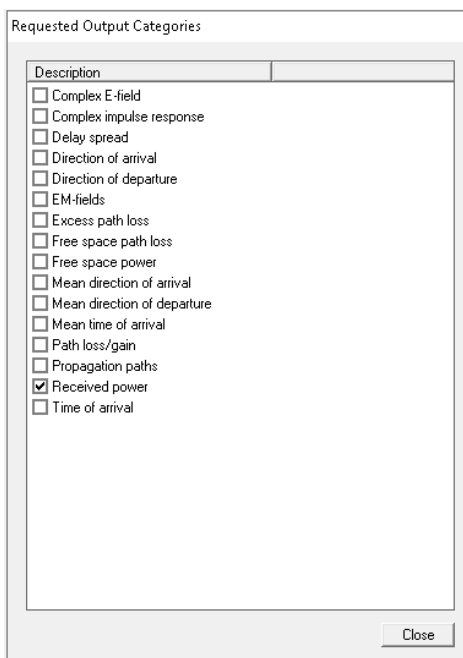 Requested Output Categories
Description
Complex E-field
Complex impulse response
Delay spread
Direction of arrival
Direction of departure
EM-fields
Excess path loss
Free space path loss
Free space power
Mean direction of arrival
Mean direction of departure
Mean time of arrival
Path loss/gain
Propagation paths
Received power
Time of arrival
Close